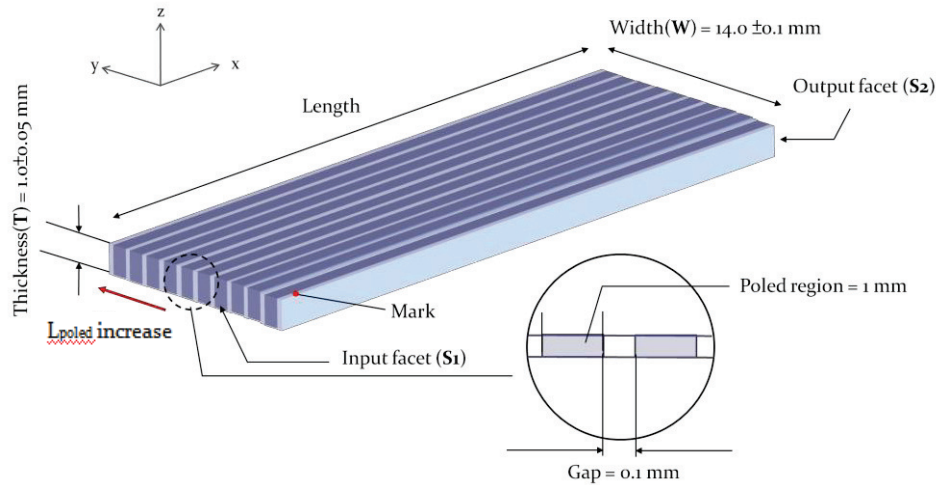 z
y
x
Width(W) = 14.0 ±0.1 mm
Output facet (S2)
Length
Thickness(T) = 1.0±0.05 mm
Mark
Lpoled increase
Input facet (S1)
Poled region = 1 mm
Gap = 0.1 mm